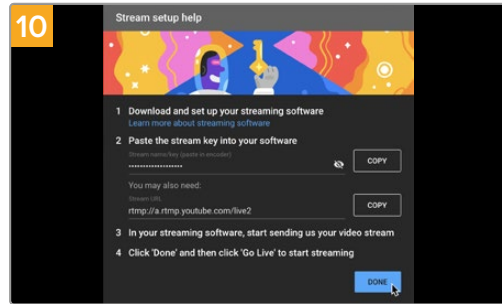 10
Stream setup help
1 Download and set up your streaming software
Learn more about streaming software
2 Paste the stream key into your software
Stream name/key (paste in encoder)
••••••••••••••••••••
COPY
You may also need:
Stream URL
rtmp://a.rtmp.youtube.com/live2
COPY
3 In your streaming software, start sending us your video stream
4 Click 'Done' and then click 'Go Live' to start streaming
DONE